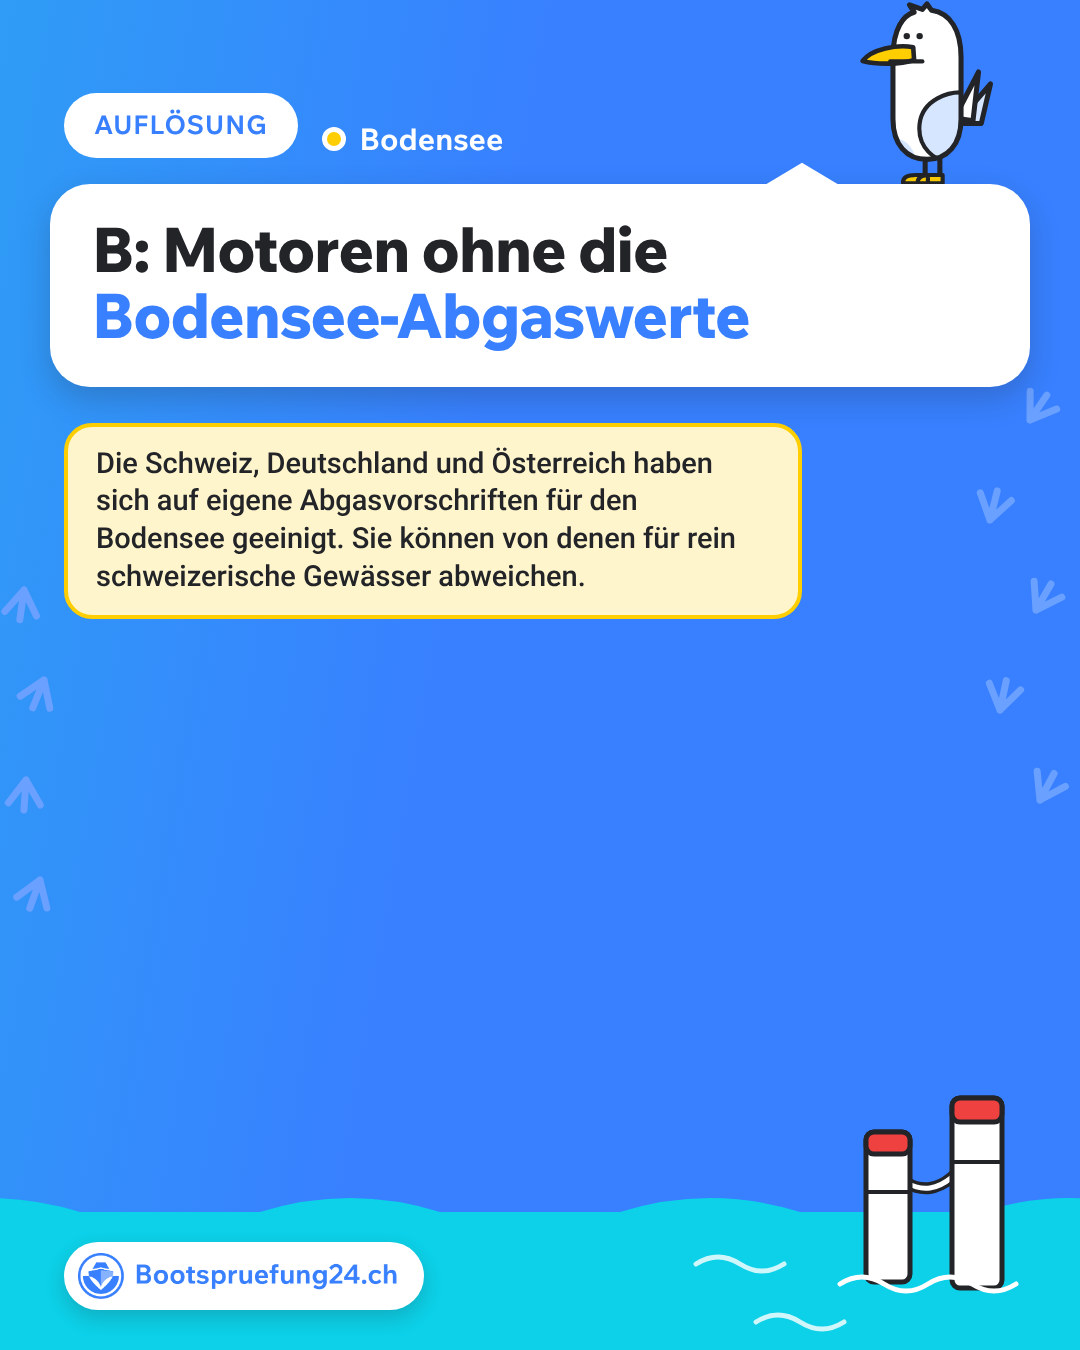 AUFLÖSUNG
Bodensee
B: Motoren ohne die
Bodensee-Abgaswerte
Die Schweiz, Deutschland und Österreich haben
sich auf eigene Abgasvorschriften für den
Bodensee geeinigt. Sie können von denen für rein
schweizerische Gewässer abweichen.
Bootspruefung24.ch